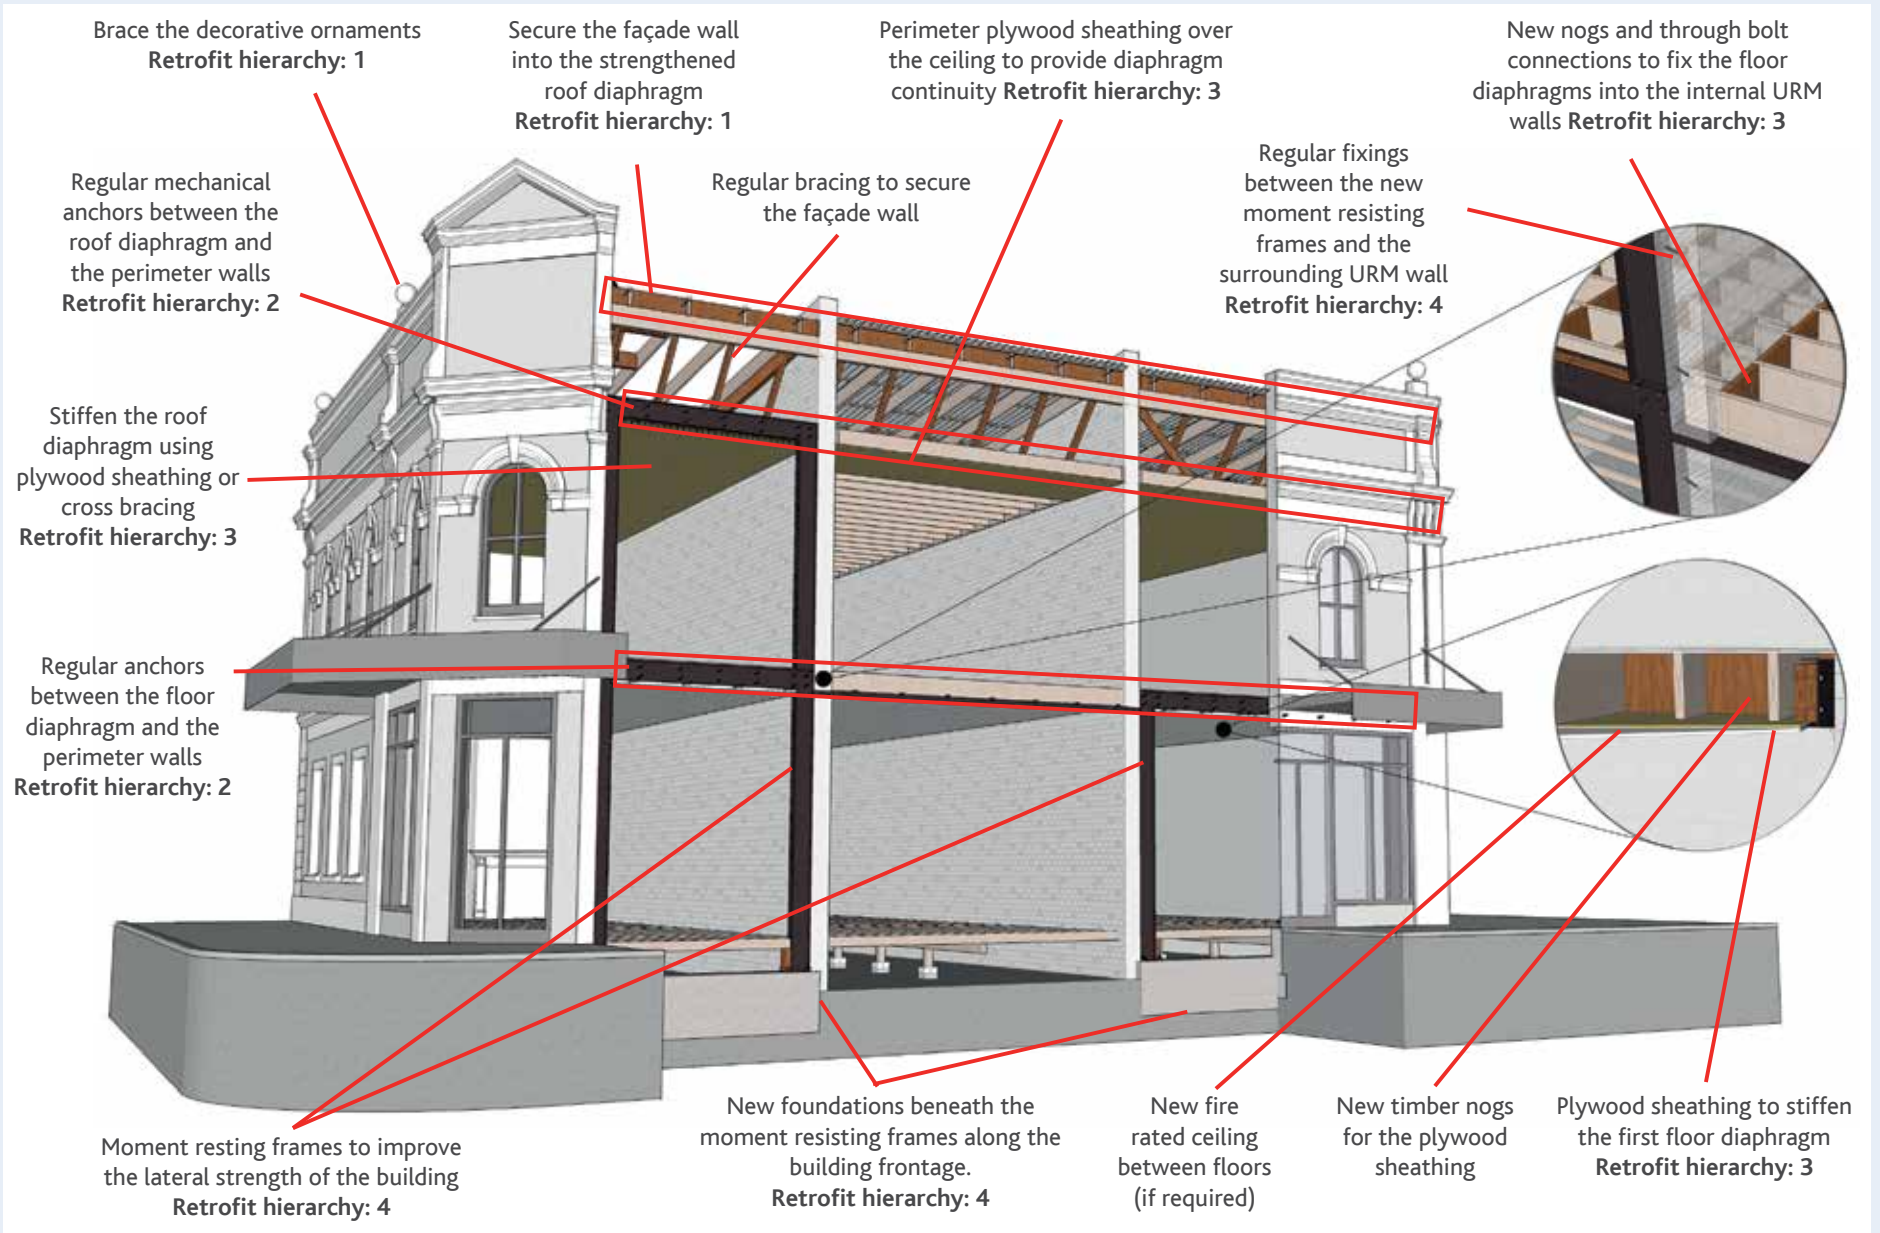 Brace the decorative ornaments
Retrofit hierarchy: 1
Secure the façade wall
into the strengthened
roof diaphragm
Retrofit hierarchy: 1
Perimeter plywood sheathing over
the ceiling to provide diaphragm
continuity Retrofit hierarchy: 3
New nogs and through bolt
connections to fix the floor
diaphragms into the internal URM
walls Retrofit hierarchy: 3
Regular mechanical
anchors between the
roof diaphragm and
the perimeter walls
Retrofit hierarchy: 2
Regular bracing to secure
the façade wall
Regular fixings
between the new
moment resisting
frames and the
surrounding URM wall
Retrofit hierarchy: 4
Stiffen the roof
diaphragm using
plywood sheathing or
cross bracing
Retrofit hierarchy: 3
Regular anchors
between the floor
diaphragm and the
perimeter walls
Retrofit hierarchy: 2
Moment resting frames to improve
the lateral strength of the building
Retrofit hierarchy: 4
New foundations beneath the
moment resisting frames along the
building frontage.
Retrofit hierarchy: 4
New fire
rated ceiling
between floors
(if required)
New timber nogs
for the plywood
sheathing
Plywood sheathing to stiffen
the first floor diaphragm
Retrofit hierarchy: 3